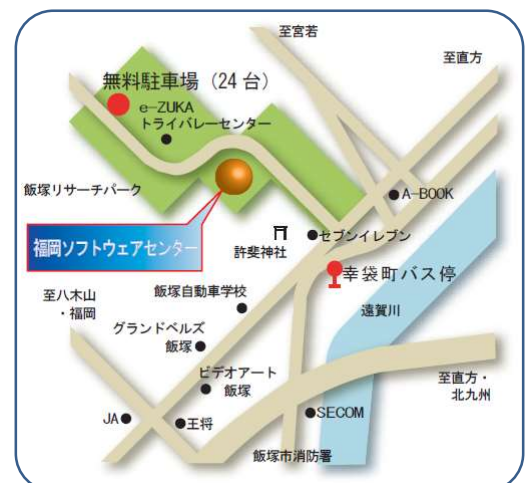 至宮若
至直方
無料駐車場（24台）
e-ZUKA
トライバレーセンター
飯塚リサーチパーク
A-BOOK
福岡ソフトウェアセンター
許斐神社
セブンイレブン
幸袋町バス停
至八木山
・福岡
飯塚自動車学校
遠賀川
グランドベルズ
飯塚
ビデオアート
飯塚
至直方・
北九州
JA
王将
SECOM
飯塚市消防署